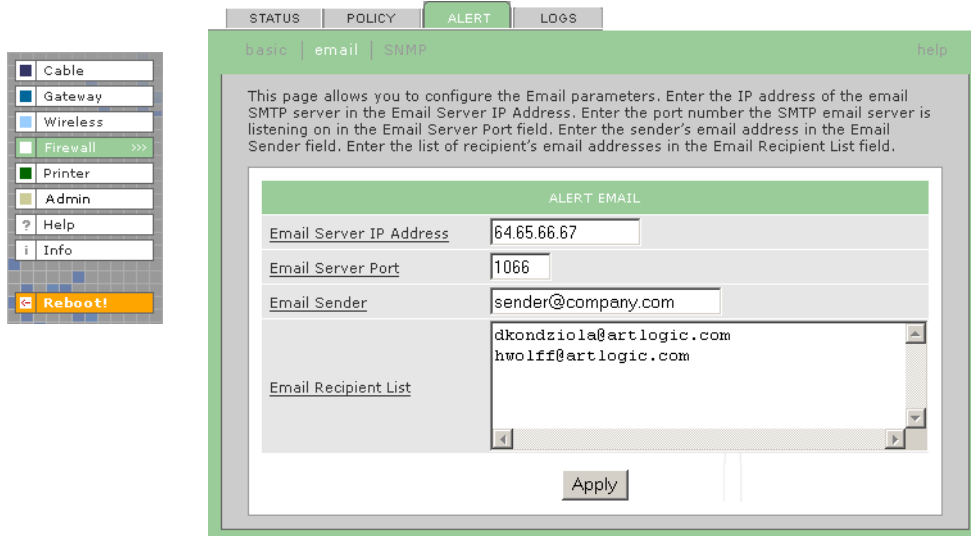 STATUS POLICY ALERT LOGS
basic email SNMP help
Cable
Gateway
Wireless
Firewall >>>
Printer
Admin
? Help
i Info
Reboot!
This page allows you to configure the Email parameters. Enter the IP address of the email
SMTP server in the Email Server IP Address. Enter the port number the SMTP email server is
listening on in the Email Server Port field. Enter the sender's email address in the Email
Sender field. Enter the list of recipient's email addresses in the Email Recipient List field.
ALERT EMAIL
Email Server IP Address 64.65.66.67
Email Server Port 1066
Email Sender sender@company.com
Email Recipient List
dkondziola@artlogic.com
hwolff@artlogic.com
Apply